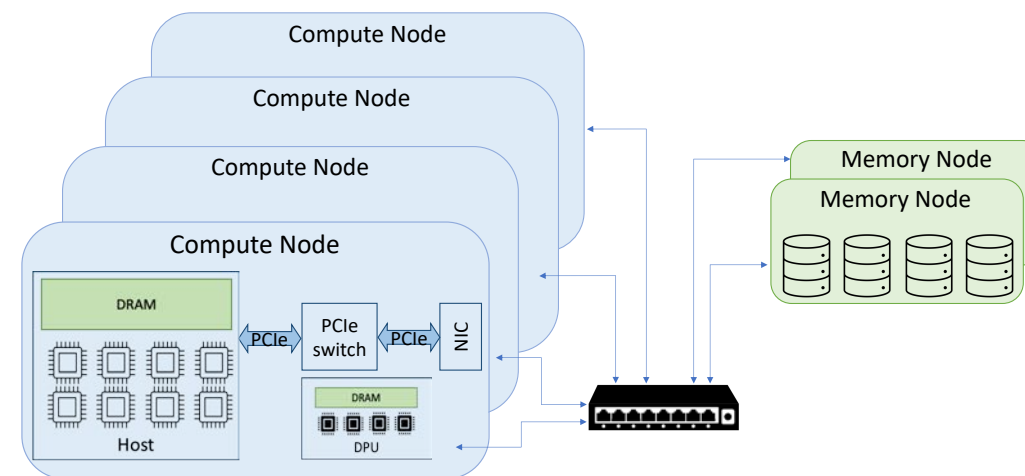 Compute Node
Compute Node
Compute Node
Compute Node
DRAM
Host
PCIe
PCIe
switch
PCIe
NIC
DRAM
DPU
Memory Node
Memory Node